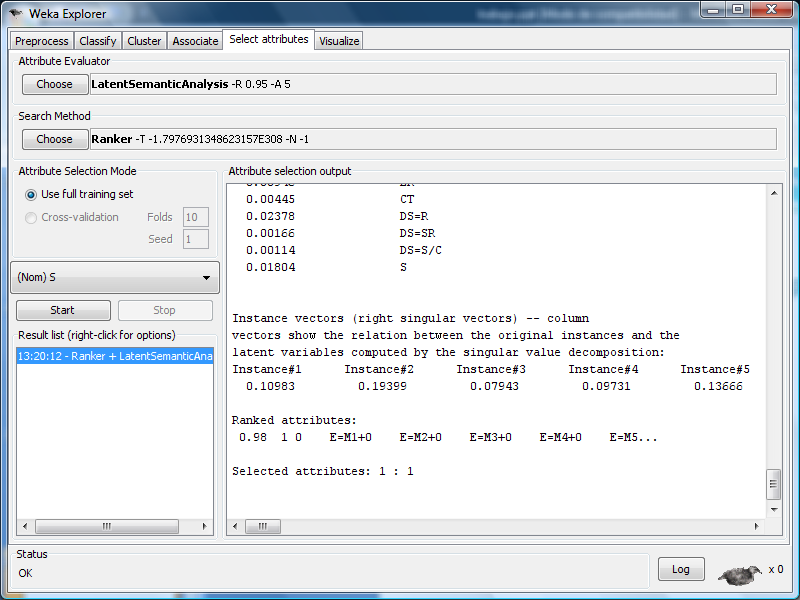 Weka Explorer
Preprocess Classify Cluster Associate Select attributes Visualize
Attribute Evaluator
Choose LatentSemanticAnalysis -R 0.95 -A 5
Search Method
Choose Ranker -T -1.7976931348623157E308 -N -1
Attribute Selection Mode
Use full training set
Cross-validation Folds 10
Seed 1
(Nom) S
Start Stop
Result list (right-click for options)
13:20:12 - Ranker + LatentSemanticAna
Attribute selection output
0.00445 CT
0.02378 DS=R
0.00166 DS=SR
0.00114 DS=S/C
0.01804 S
Instance vectors (right singular vectors) -- column
vectors show the relation between the original instances and the
latent variables computed by the singular value decomposition:
Instance#1 Instance#2 Instance#3 Instance#4 Instance#5
0.10983 0.19399 0.07943 0.09731 0.13666
Ranked attributes:
0.98 1 0 E=M1+0 E=M2+0 E=M3+0 E=M4+0 E=M5...
Selected attributes: 1 : 1
Status
OK
Log x 0